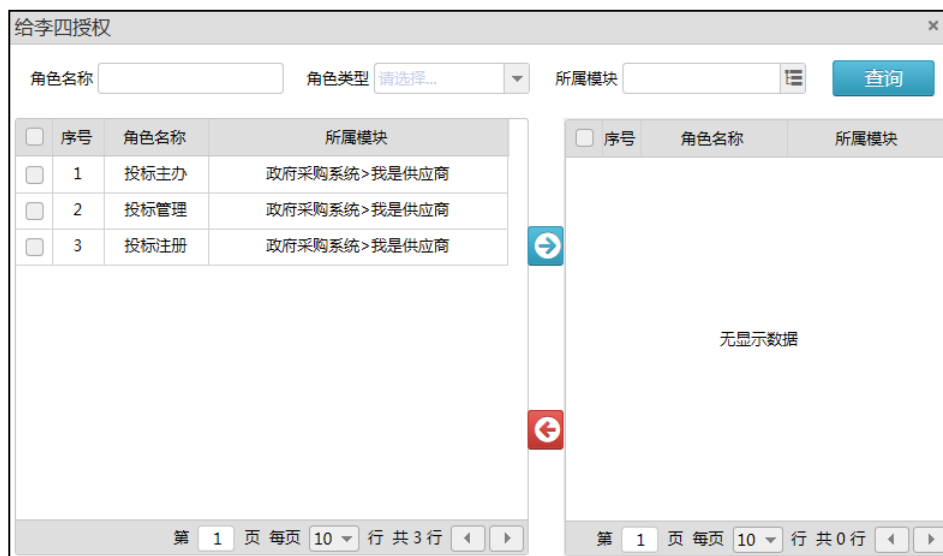 给李四授权 ×
角色名称 角色类型 请选择... 所属模块 查询
序号 角色名称 所属模块
1 投标主办 政府采购系统>我是供应商
2 投标管理 政府采购系统>我是供应商
3 投标注册 政府采购系统>我是供应商
第 1 页 每页 10 行 共 3 行
序号 角色名称 所属模块
无显示数据
第 1 页 每页 10 行 共 0 行